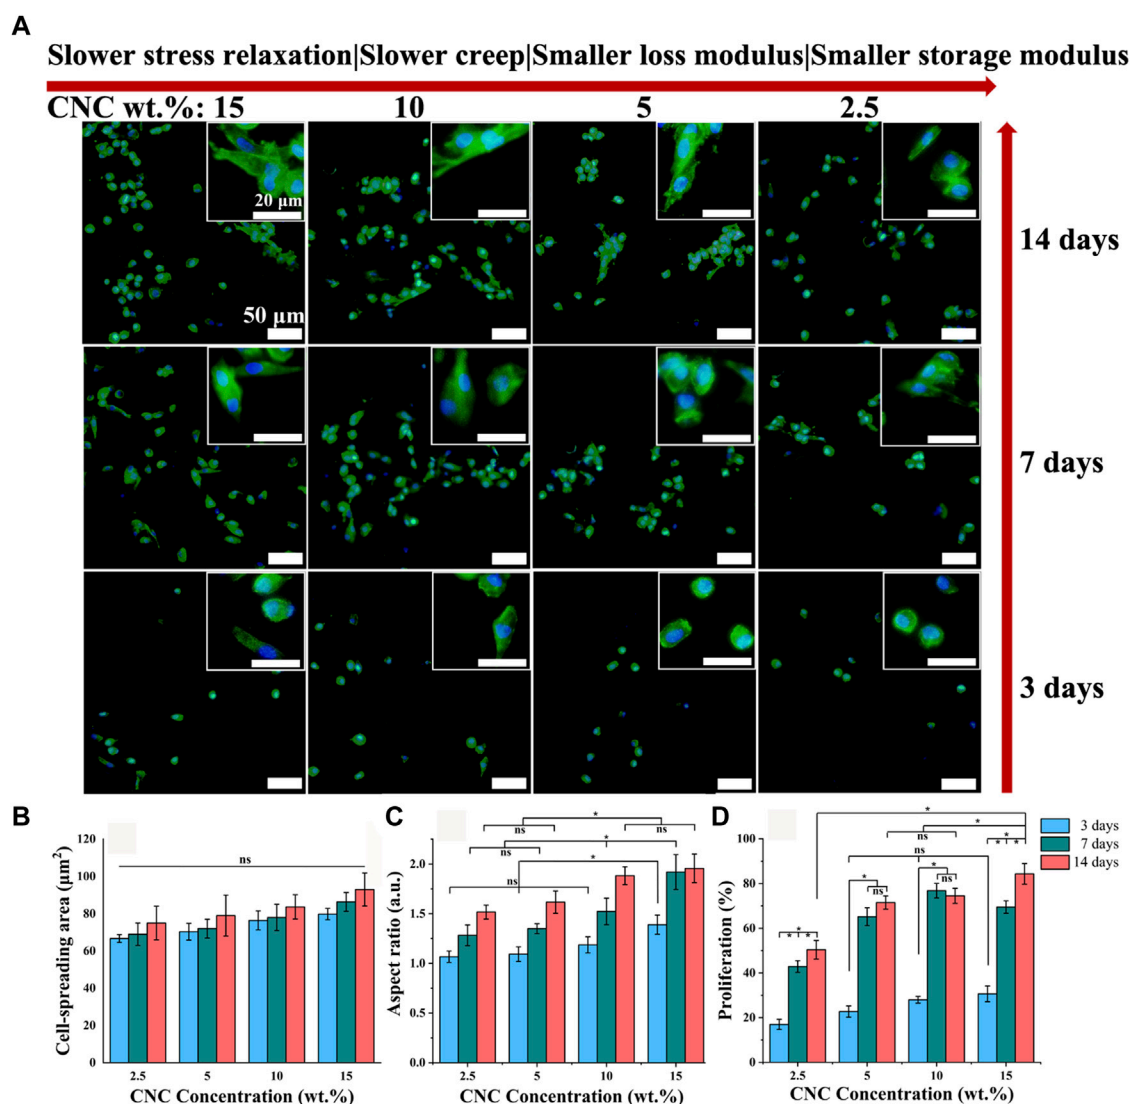 A
Slower stress relaxation|Slower creep|Smaller loss modulus|Smaller storage modulus
CNC wt.%: 15 10 5 2.5
20 μm
50 μm
14 days
7 days
3 days
B
120
100
80
60
40
20
0
ns
2.5 5 10 15
Cell-spreading area (μm²)
CNC Concentration (wt.%)
C
2.0
1.5
1.0
0.5
0.0
*
ns ns
*
ns
*
ns
2.5 5 10 15
Aspect ratio (a.u.)
CNC Concentration (wt.%)
D
100
80
60
40
20
0
*
*
ns
* * *
ns
*
ns
*
ns
*
* *
2.5 5 10 15
Proliferation (%)
CNC Concentration (wt.%)
3 days
7 days
14 days